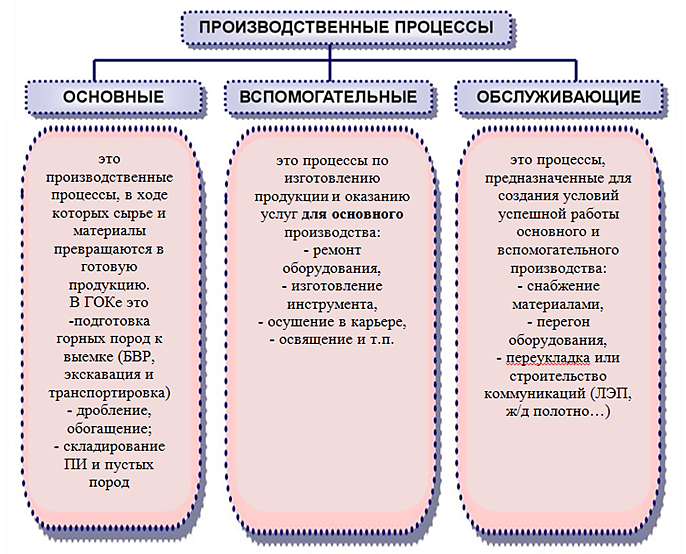 ПРОИЗВОДСТВЕННЫЕ ПРОЦЕССЫ
ОСНОВНЫЕ
ВСПОМОГАТЕЛЬНЫЕ
ОБСЛУЖИВАЮЩИЕ
это
производственные
процессы, в ходе
которых сырье и
материалы
превращаются в
готовую
продукцию.
В ГОКе это
-подготовка
горных пород к
выемке (БВР,
экскавация и
транспортировка)
- дробление,
обогащение;
- складирование
ПИ и пустых
пород
это процессы по
изготовлению
продукции и оказанию
услуг для основного
производства:
- ремонт
оборудования,
- изготовление
инструмента,
- осушение в карьере,
- освящение и т.п.
это процессы,
предназначенные для
создания условий
успешной работы
основного и
вспомогательного
производства:
- снабжение
материалами,
- перегон
оборудования,
- переукладка или
строительство
коммуникаций (ЛЭП,
ж/д полотно…)